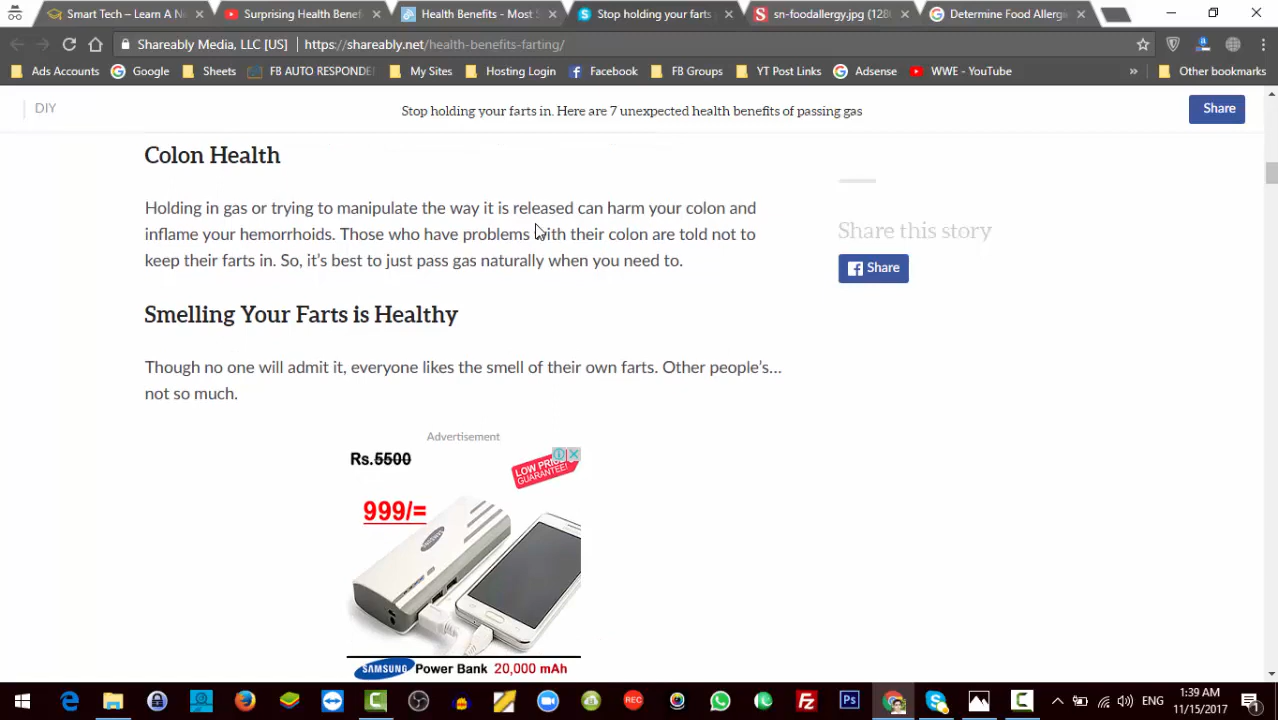 Smart Tech – Learn A N
Surprising Health Benef
Health Benefits - Most
Stop holding your farts
sn-foodallergy.jpg (128
Determine Food Allergi
Shareably Media, LLC [US] https://shareably.net/health-benefits-farting/
Ads Accounts Google Sheets FB AUTO RESPONDE My Sites Hosting Login Facebook FB Groups YT Post Links Adsense WWE - YouTube » Other bookmarks
DIY
Stop holding your farts in. Here are 7 unexpected health benefits of passing gas
Share
Colon Health
Holding in gas or trying to manipulate the way it is released can harm your colon and
inflame your hemorrhoids. Those who have problems with their colon are told not to
keep their farts in. So, it's best to just pass gas naturally when you need to.
Share this story
Share
Smelling Your Farts is Healthy
Though no one will admit it, everyone likes the smell of their own farts. Other people's…
not so much.
Advertisement
Rs.5500
LOW PRICE
GUARANTEE!
999/=
SAMSUNG Power Bank 20,000 mAh
REC
Ps
ENG
1:39 AM
11/15/2017
1